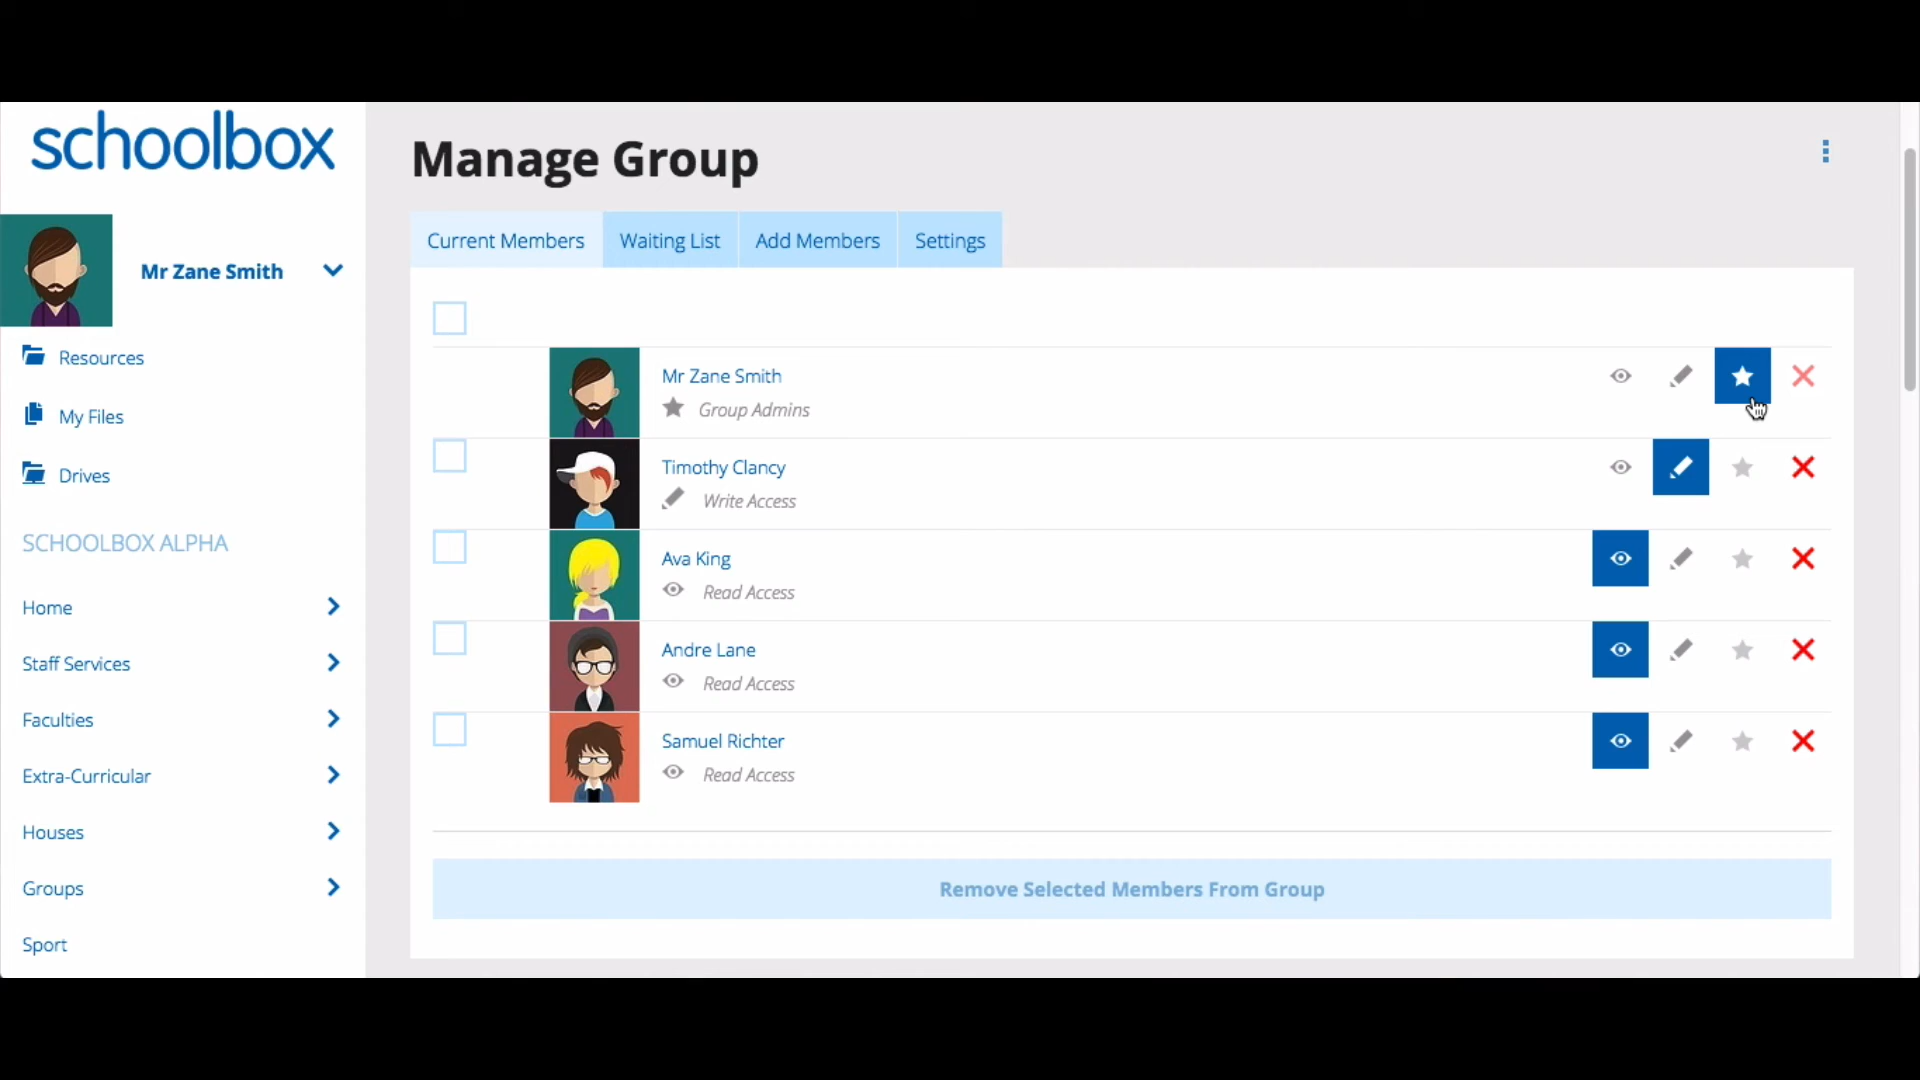 schoolbox
Mr Zane Smith
Resources
My Files
Drives
SCHOOLBOX ALPHA
Home
Staff Services
Faculties
Extra-Curricular
Houses
Groups
Sport
Manage Group
Current Members
Waiting List
Add Members
Settings
Mr Zane Smith
Group Admins
Timothy Clancy
Write Access
Ava King
Read Access
Andre Lane
Read Access
Samuel Richter
Read Access
Remove Selected Members From Group